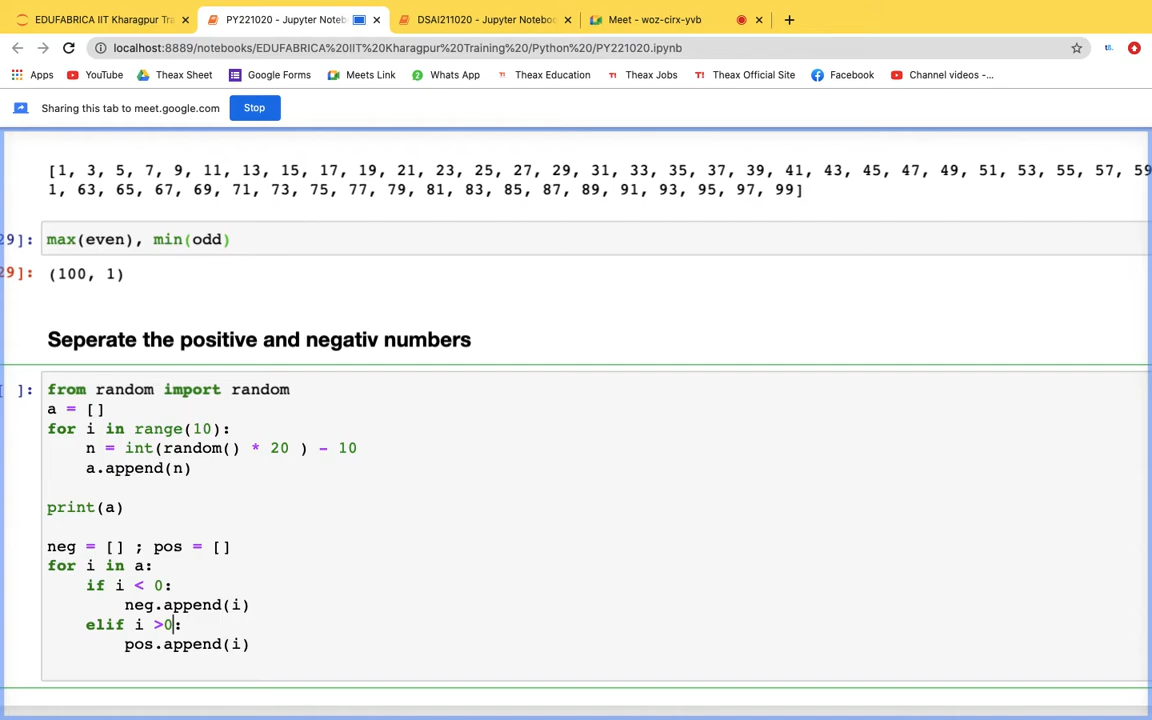 EDUFABRICA IIT Kharagpur Tra
PY221020 - Jupyter Noteb
DSAI211020 - Jupyter Noteboo
Meet - woz-cirx-yvb
localhost:8889/notebooks/EDUFABRICA%20IIT%20Kharagpur%20Training%20/Python%20/PY221020.ipynb
Apps YouTube Theax Sheet Google Forms Meets Link Whats App Theax Education Theax Jobs Theax Official Site Facebook Channel videos -...
Sharing this tab to meet.google.com Stop
[1, 3, 5, 7, 9, 11, 13, 15, 17, 19, 21, 23, 25, 27, 29, 31, 33, 35, 37, 39, 41, 43, 45, 47, 49, 51, 53, 55, 57, 59
1, 63, 65, 67, 69, 71, 73, 75, 77, 79, 81, 83, 85, 87, 89, 91, 93, 95, 97, 99]
29]: max(even), min(odd)
29]: (100, 1)
Seperate the positive and negativ numbers
[ ]: from random import random
a = []
for i in range(10):
n = int(random() * 20 ) - 10
a.append(n)
print(a)
neg = [] ; pos = []
for i in a:
if i < 0:
neg.append(i)
elif i >0:
pos.append(i)